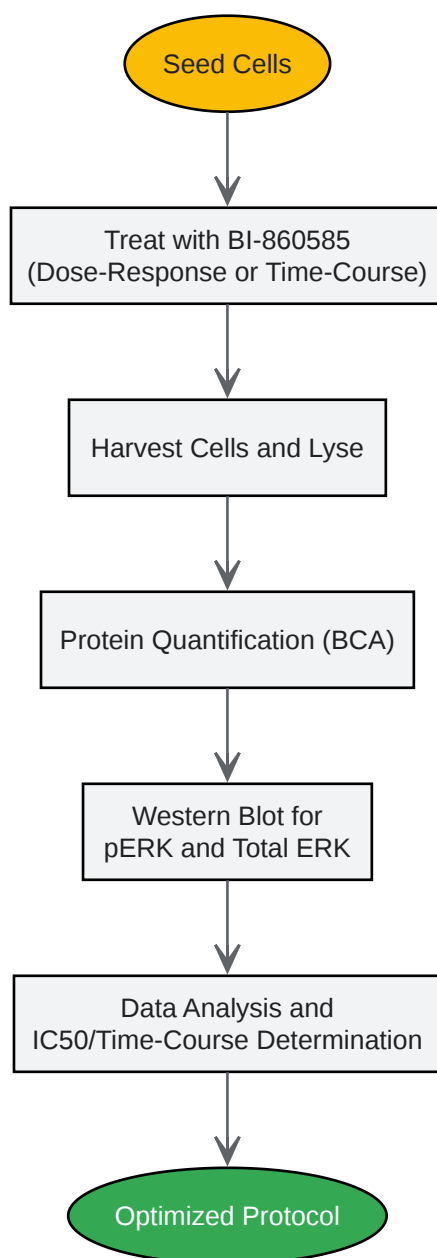 Seed Cells
Treat with BI-860585
(Dose-Response or Time-Course)
Harvest Cells and Lyse
Protein Quantification (BCA)
Western Blot for
pERK and Total ERK
Data Analysis and
IC50/Time-Course Determination
Optimized Protocol